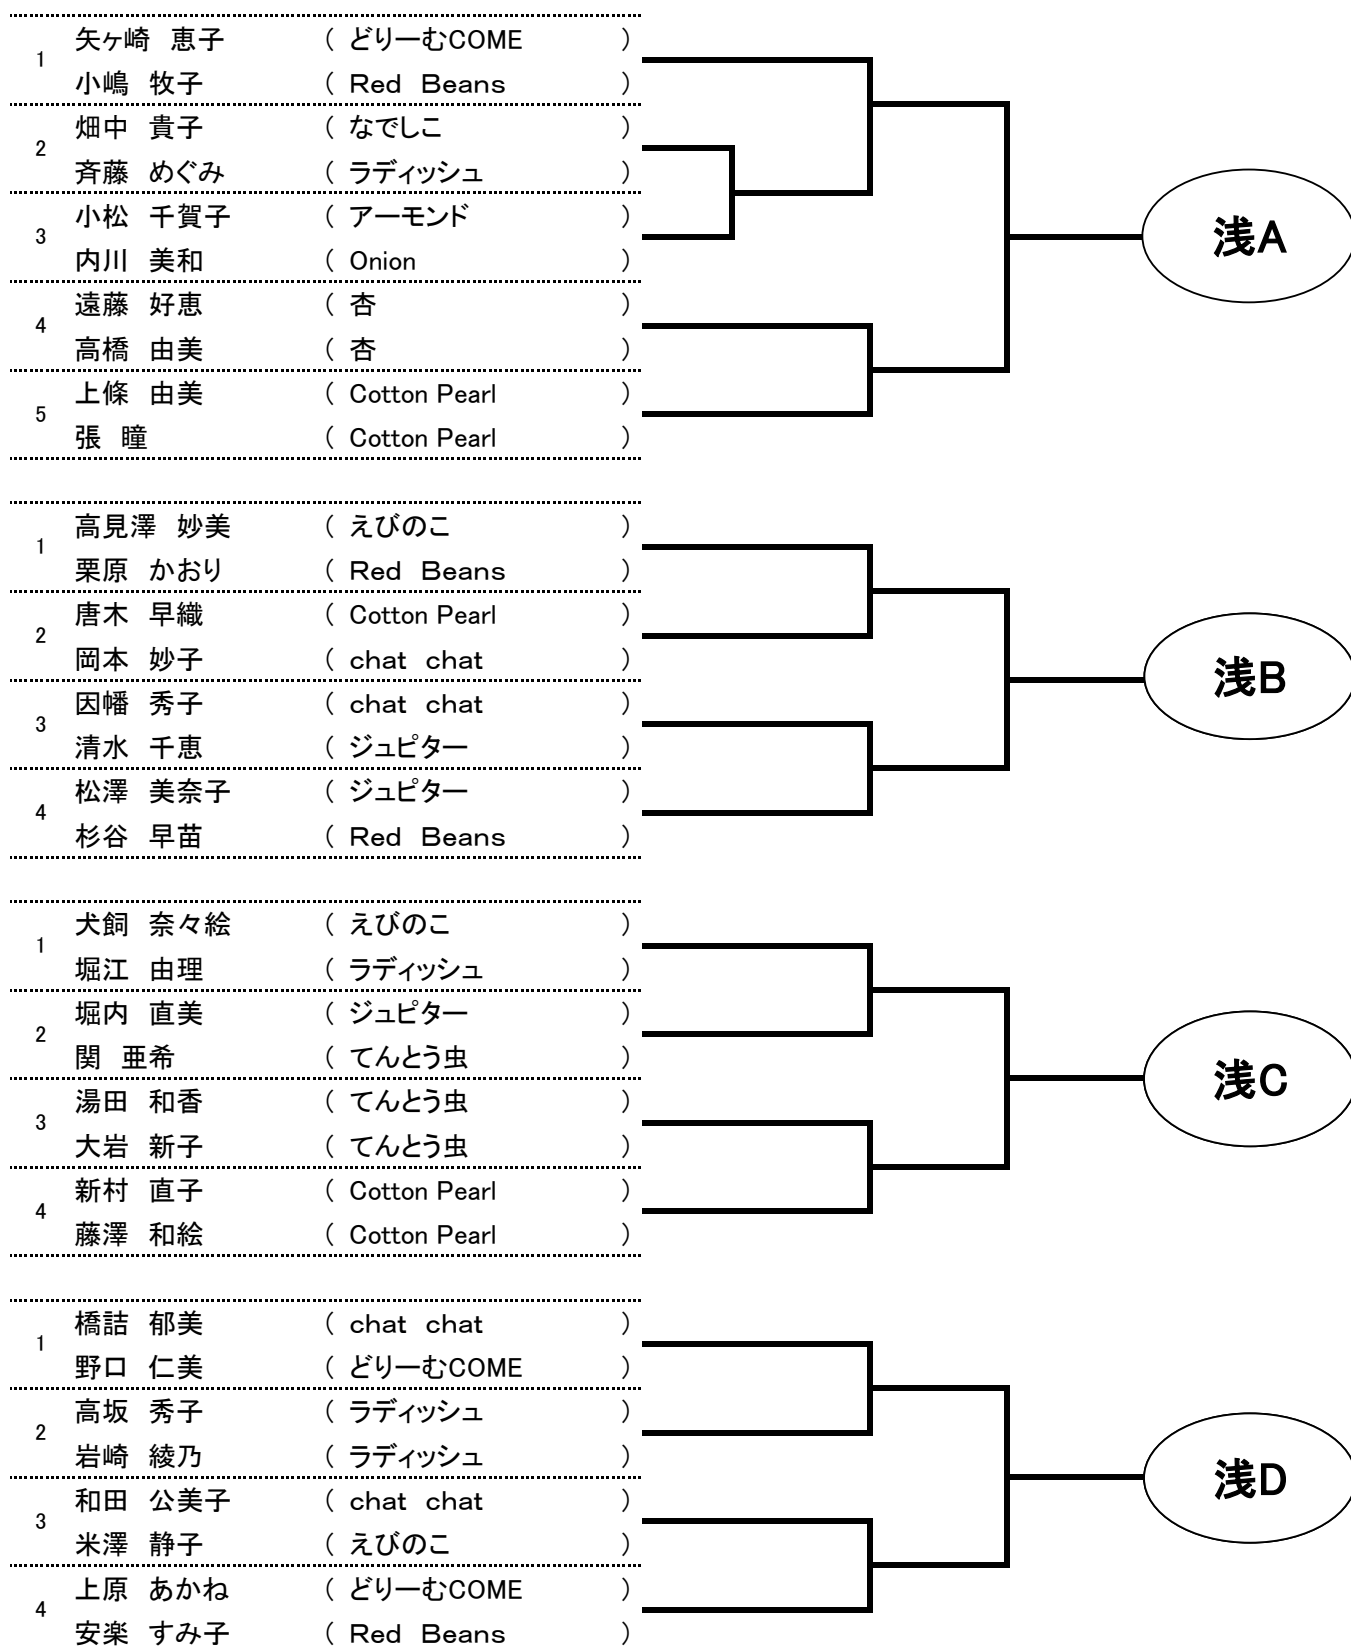 矢ヶ崎 恵子 ( どりーむCOME )
1
小嶋 牧子 ( Red Beans )
畑中 貴子 ( なでしこ )
2
斉藤 めぐみ ( ラディッシュ )
小松 千賀子 ( アーモンド )
3
内川 美和 ( Onion )
浅A
遠藤 好恵 ( 杏 )
4
高橋 由美 ( 杏 )
上條 由美 ( Cotton Pearl )
5
張 瞳 ( Cotton Pearl )
高見澤 妙美 ( えびのこ )
1
栗原 かおり ( Red Beans )
唐木 早織 ( Cotton Pearl )
2
岡本 妙子 ( chat chat )
浅B
因幡 秀子 ( chat chat )
3
清水 千恵 ( ジュピター )
松澤 美奈子 ( ジュピター )
4
杉谷 早苗 ( Red Beans )
犬飼 奈々絵 ( えびのこ )
1
堀江 由理 ( ラディッシュ )
堀内 直美 ( ジュピター )
2
関 亜希 ( てんとう虫 )
浅C
湯田 和香 ( てんとう虫 )
3
大岩 新子 ( てんとう虫 )
新村 直子 ( Cotton Pearl )
4
藤澤 和絵 ( Cotton Pearl )
橋詰 郁美 ( chat chat )
1
野口 仁美 ( どりーむCOME )
高坂 秀子 ( ラディッシュ )
2
岩崎 綾乃 ( ラディッシュ )
浅D
和田 公美子 ( chat chat )
3
米澤 静子 ( えびのこ )
上原 あかね ( どりーむCOME )
4
安楽 すみ子 ( Red Beans )